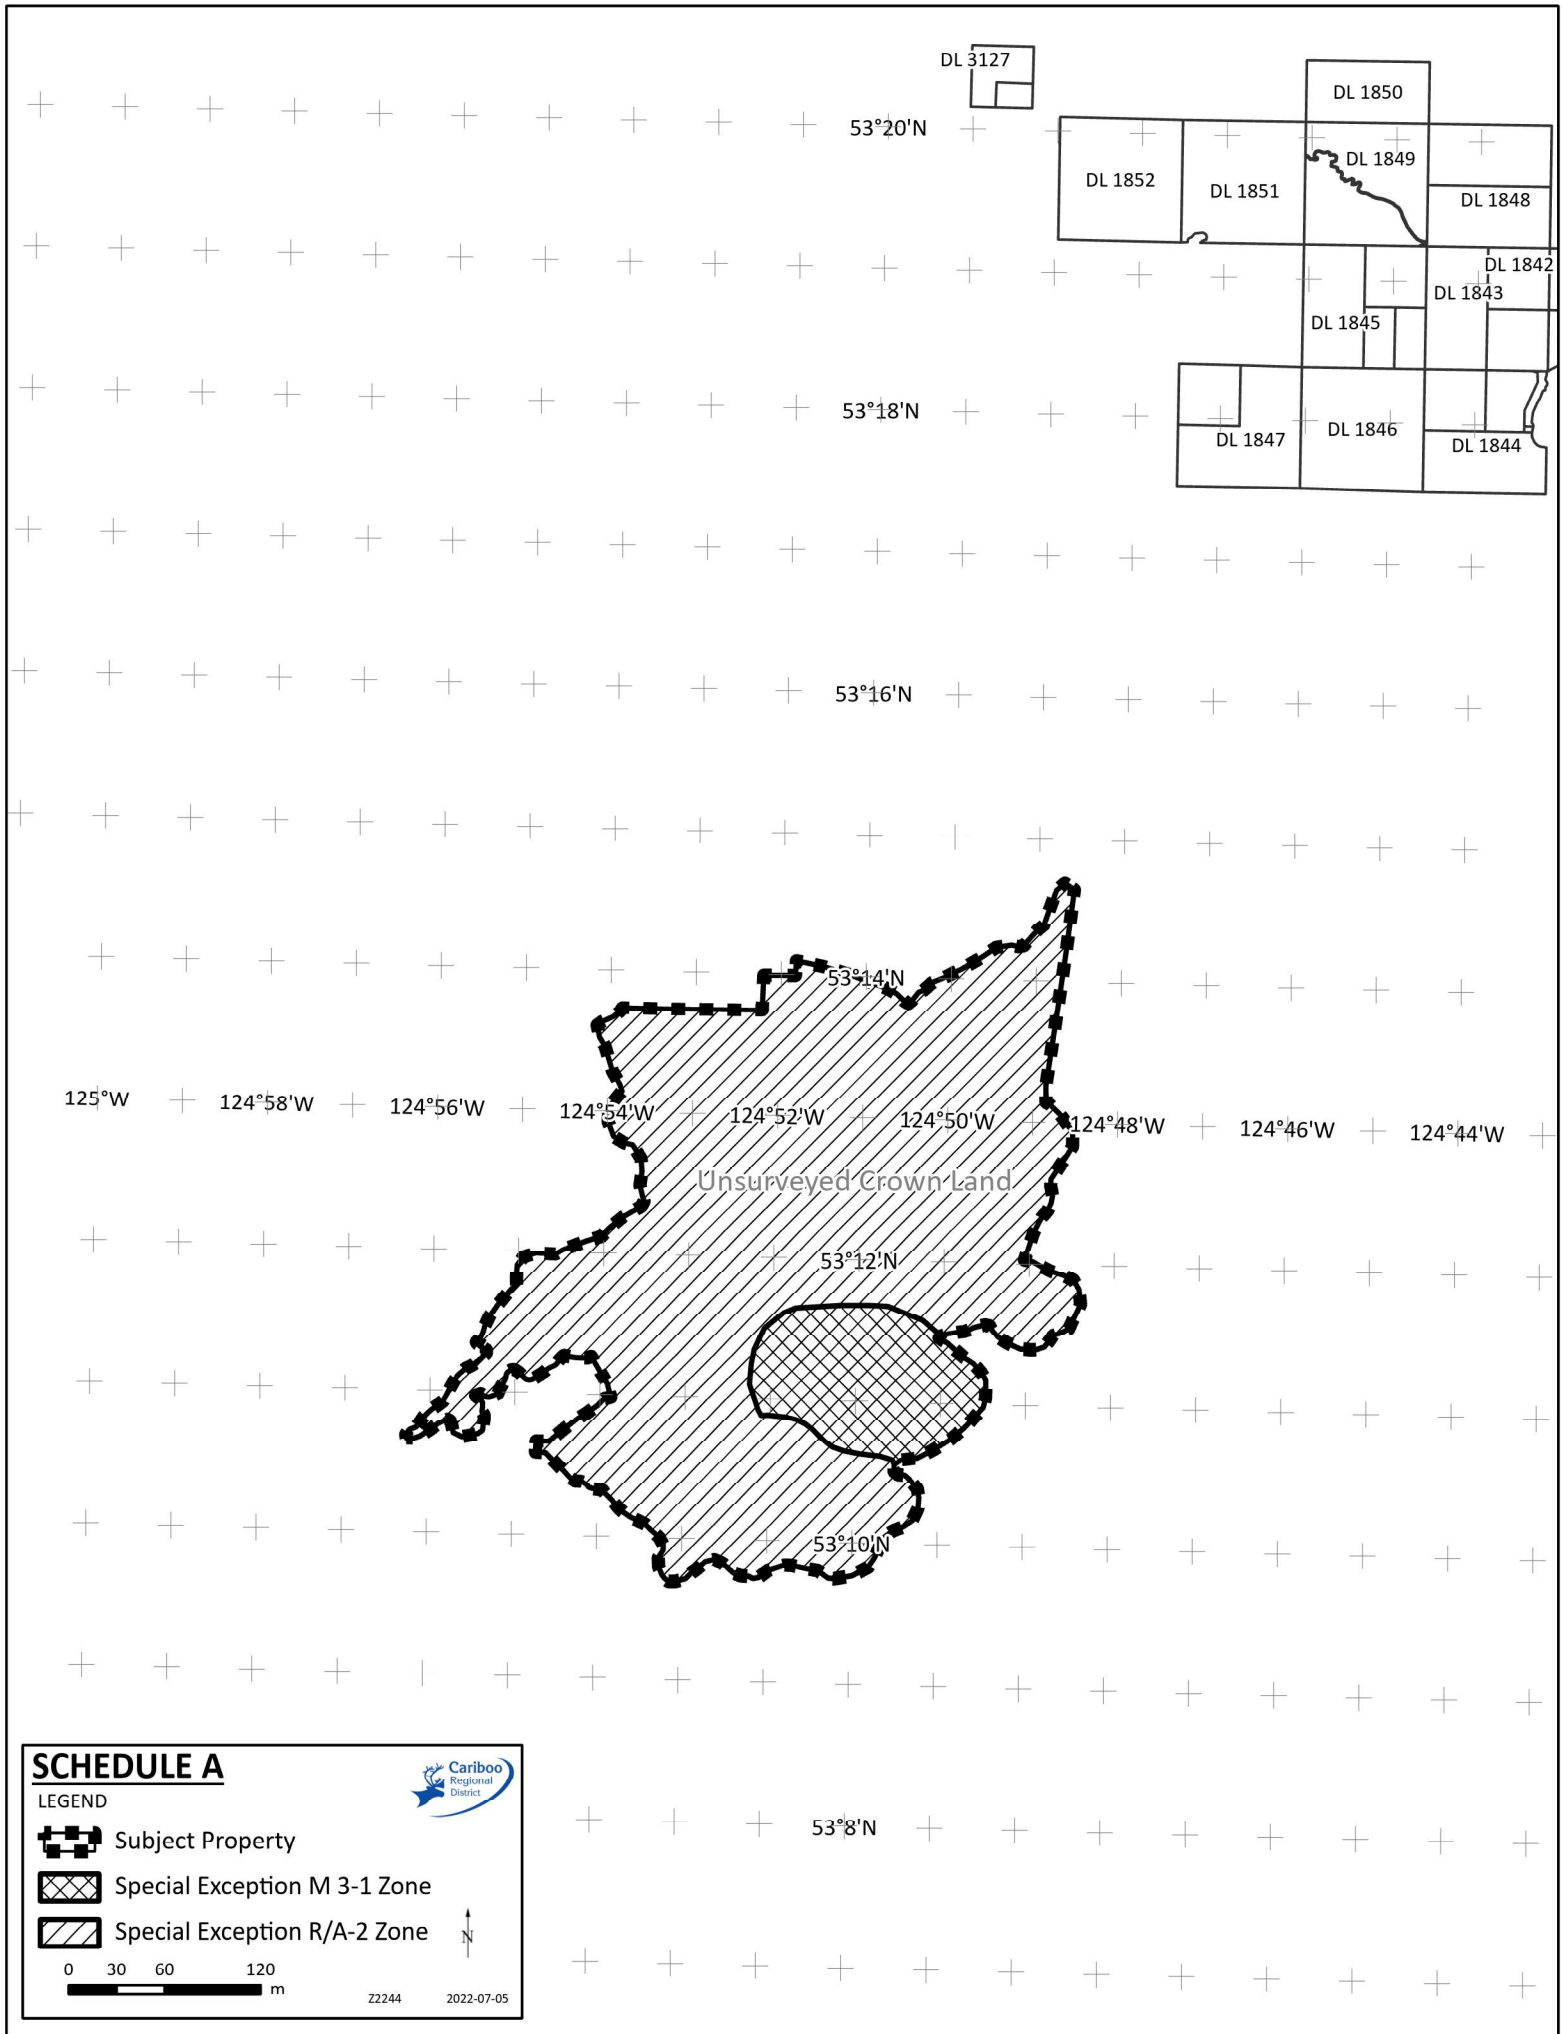 DL 3127
DL 1850
53°20'N
DL 1849
DL 1852
DL 1851
DL 1848
DL 1842
DL 1843
DL 1845
53°18'N
DL 1846
DL 1847
DL 1844
53°16'N
53°14'N
125°W
124°58'W
124°56'W
124°54'W
124°52'W
124°50'W
124°48'W
124°46'W
124°44'W
Unsurveyed Crown Land
53°12'N
53°10'N
53°8'N
SCHEDULE A
Cariboo
Regional
District
LEGEND
Subject Property
Special Exception M 3-1 Zone
Special Exception R/A-2 Zone
N
0 30 60 120
m
Z2244 2022-07-05